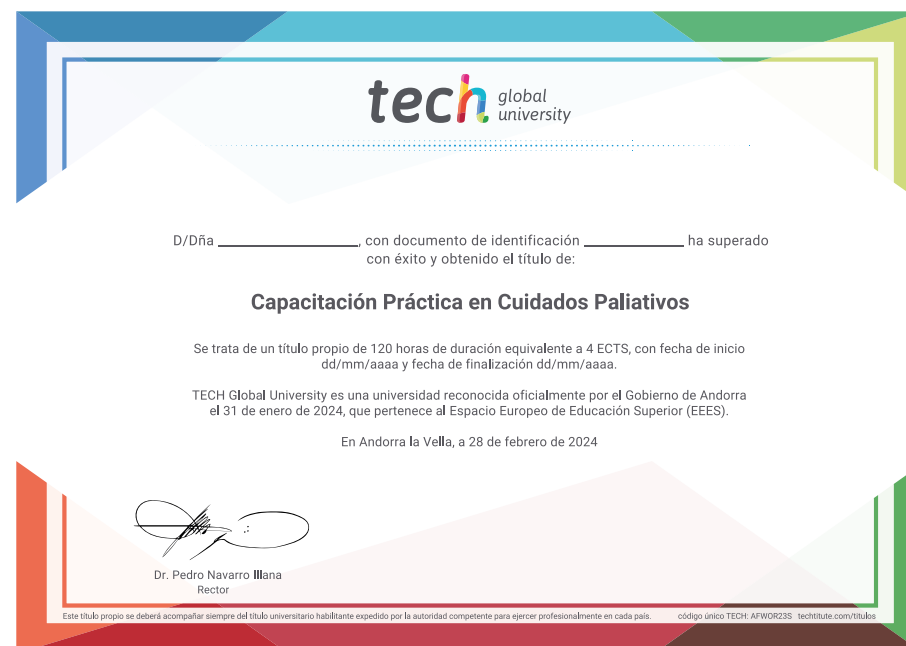 tech global university
D/Dña ____________________, con documento de identificación ______________ ha superado
con éxito y obtenido el título de:
Capacitación Práctica en Cuidados Paliativos
Se trata de un título propio de 120 horas de duración equivalente a 4 ECTS, con fecha de inicio
dd/mm/aaaa y fecha de finalización dd/mm/aaaa.
TECH Global University es una universidad reconocida oficialmente por el Gobierno de Andorra
el 31 de enero de 2024, que pertenece al Espacio Europeo de Educación Superior (EEES).
En Andorra la Vella, a 28 de febrero de 2024
Dr. Pedro Navarro Illana
Rector
Este título propio se deberá acompañar siempre del título universitario habilitante expedido por la autoridad competente para ejercer profesionalmente en cada país. código único TECH: AFWOR23S techtitute.com/titulos